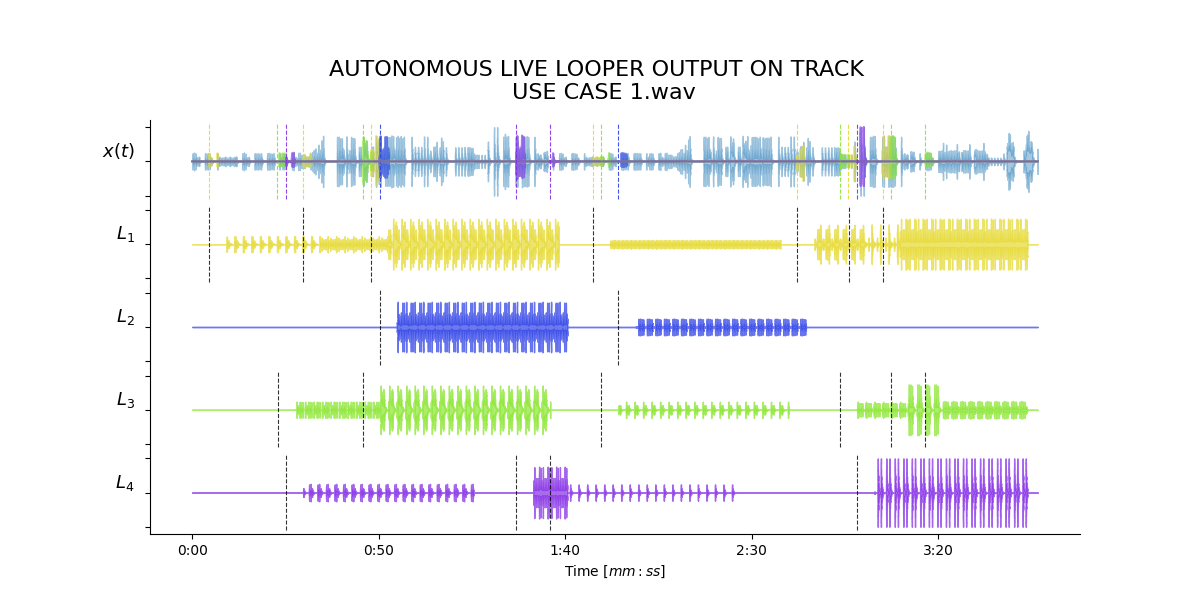 AUTONOMOUS LIVE LOOPER OUTPUT ON TRACK
USE CASE 1.wav
x(t)
L₁
L₂
L₃
L₄
0:00 0:50 1:40 2:30 3:20
Time [mm : ss]